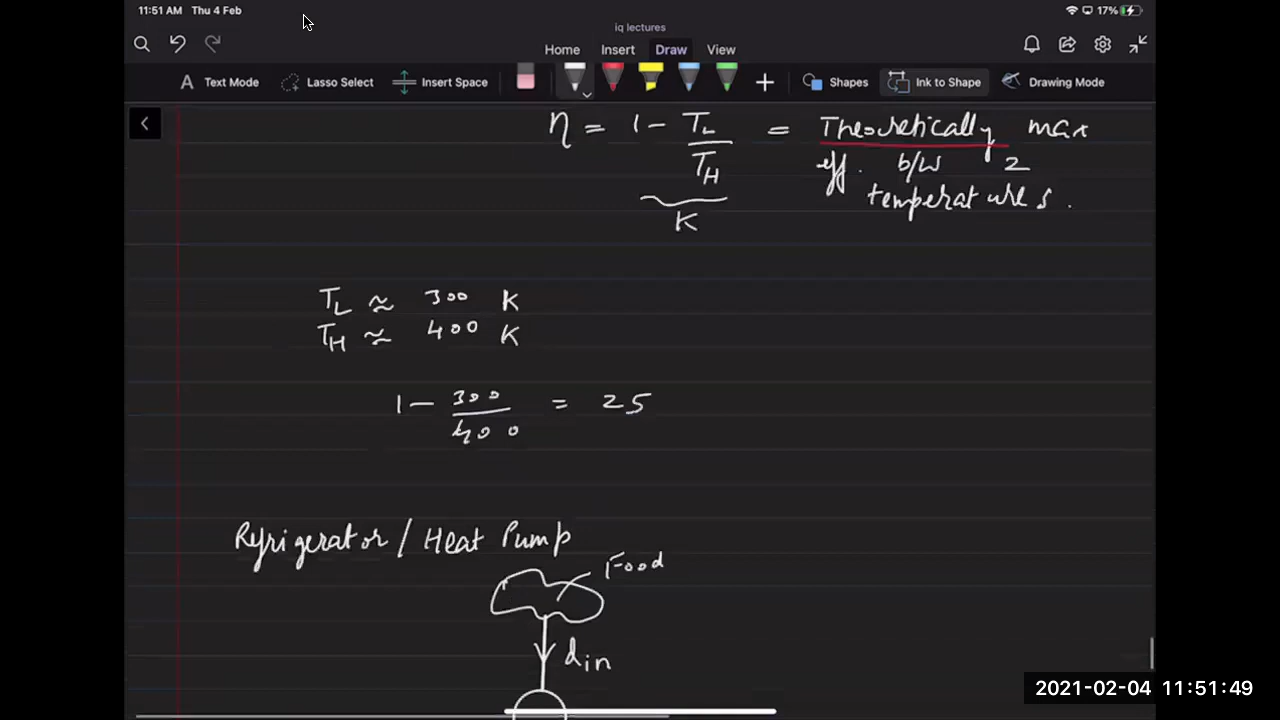 11:51 AM Thu 4 Feb
17%
iq lectures
Home Insert Draw View
Text Mode Lasso Select Insert Space Shapes Ink to Shape Drawing Mode
η = 1 - T_L / T_H = Theoretically max
eff. b/w 2
temperatures.
K
T_L ≈ 300 K
T_H ≈ 400 K
1 - 300 / 400 = 25
Refrigerator / Heat Pump
Food
din
2021-02-04 11:51:49